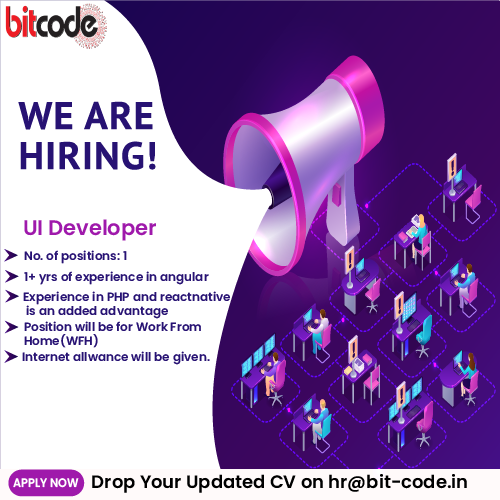 bitcode
WE ARE
HIRING!
UI Developer
No. of positions: 1
1+ yrs of experience in angular
Experience in PHP and reactnative
is an added advantage
Position will be for Work From
Home(WFH)
Internet allwance will be given.
APPLY NOW Drop Your Updated CV on hr@bit-code.in